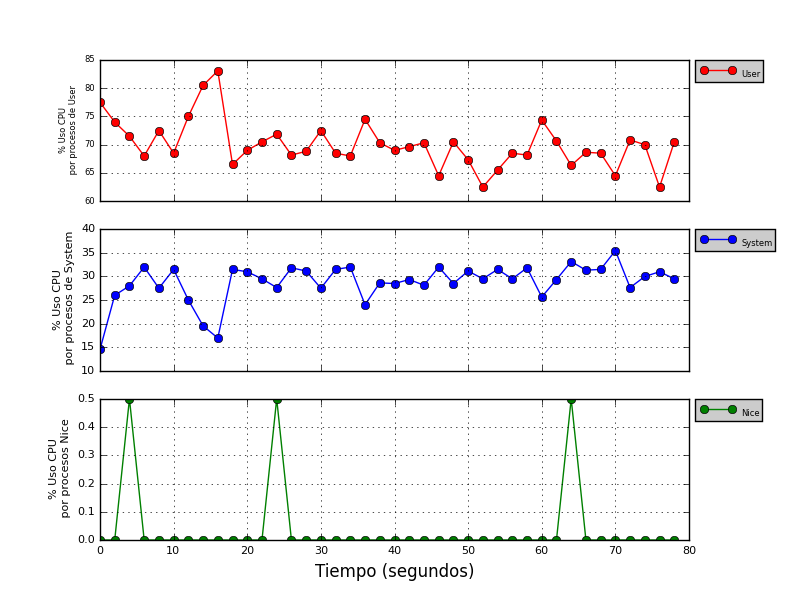 85
80
75
70
65
60
% Uso CPU
por procesos de User
User
40
35
30
25
20
15
10
% Uso CPU
por procesos de System
System
0.5
0.4
0.3
0.2
0.1
0.0
% Uso CPU
por procesos Nice
Nice
0 10 20 30 40 50 60 70 80
Tiempo (segundos)